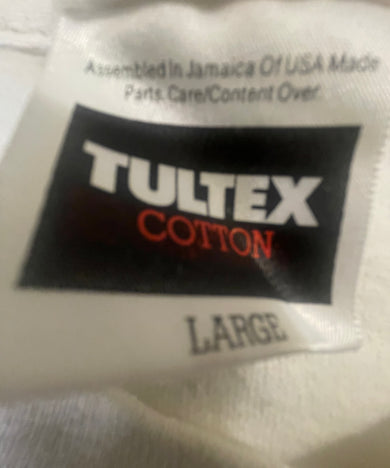 Assembled In Jamaica Of USA Made
Parts. Care/Content Over
TULTEX
COTTON
LARGE